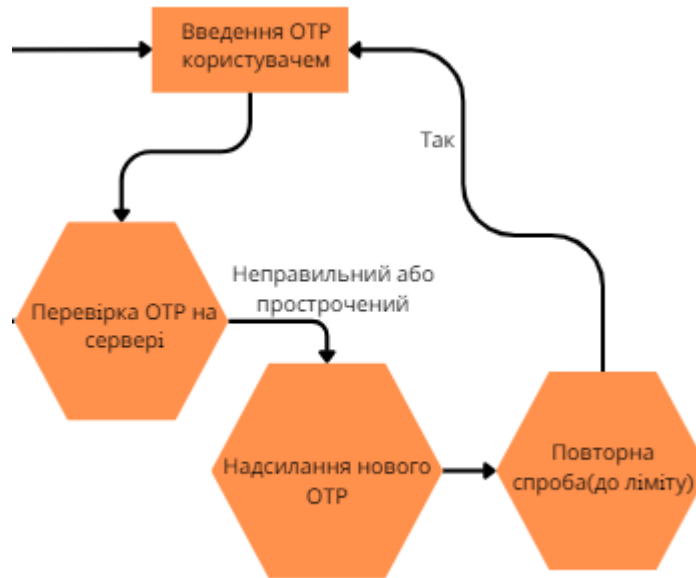 Введення ОТР
користувачем
Так
Неправильний або
прострочений
Перевірка ОТР на
сервері
Надсилання нового
ОТР
Повторна
спроба(до ліміту)